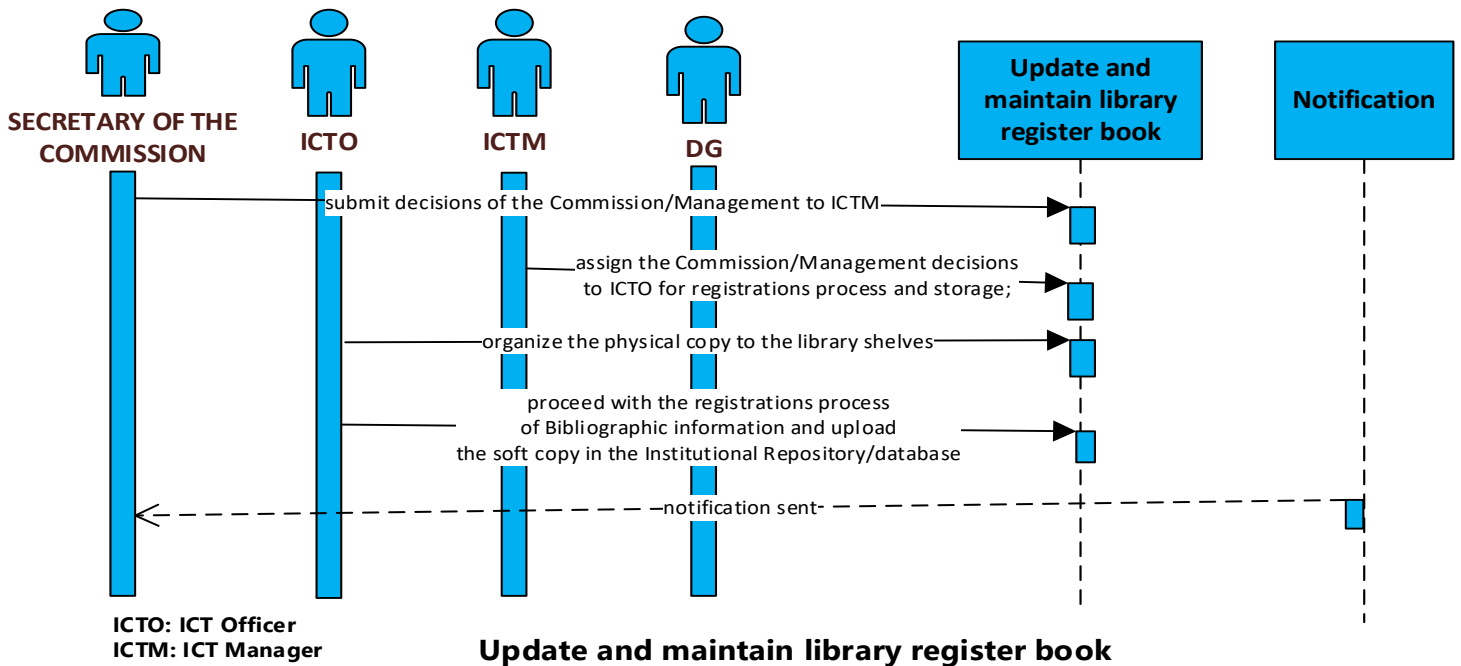 SECRETARY OF THE
COMMISSION
ICTO
ICTM
DG
Update and
maintain library
register book
Notification
submit decisions of the Commission/Management to ICTM
assign the Commission/Management decisions
to ICTO for registrations process and storage;
organize the physical copy to the library shelves
proceed with the registrations process
of Bibliographic information and upload
the soft copy in the Institutional Repository/database
notification sent
ICTO: ICT Officer
ICTM: ICT Manager
Update and maintain library register book